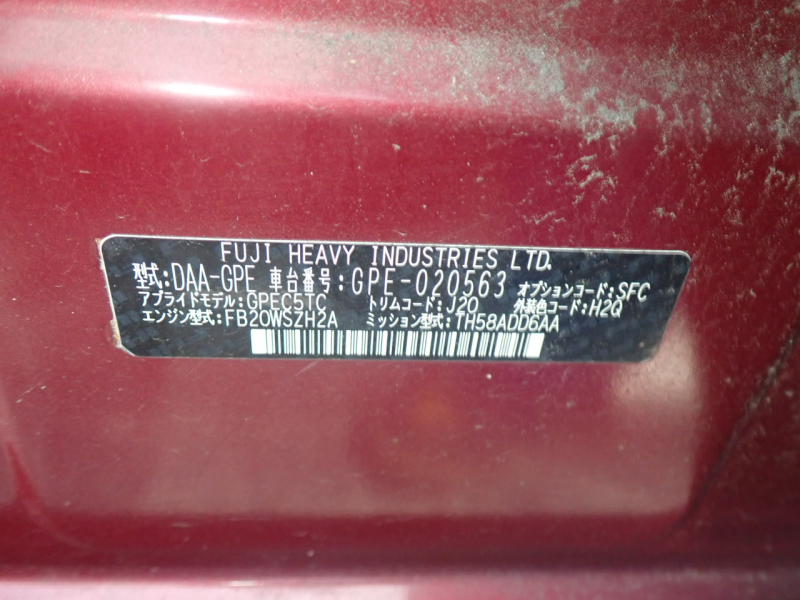 FUJI HEAVY INDUSTRIES LTD.
型式:DAA-GPE 車台番号:GPE-020563 オプションコード:SFC
アプライドモデル:GPEC5TC トリムコード:J20 外装色コード:H2Q
エンジン型式:FB20WSZH2A ミッション型式:TH58ADD6AA